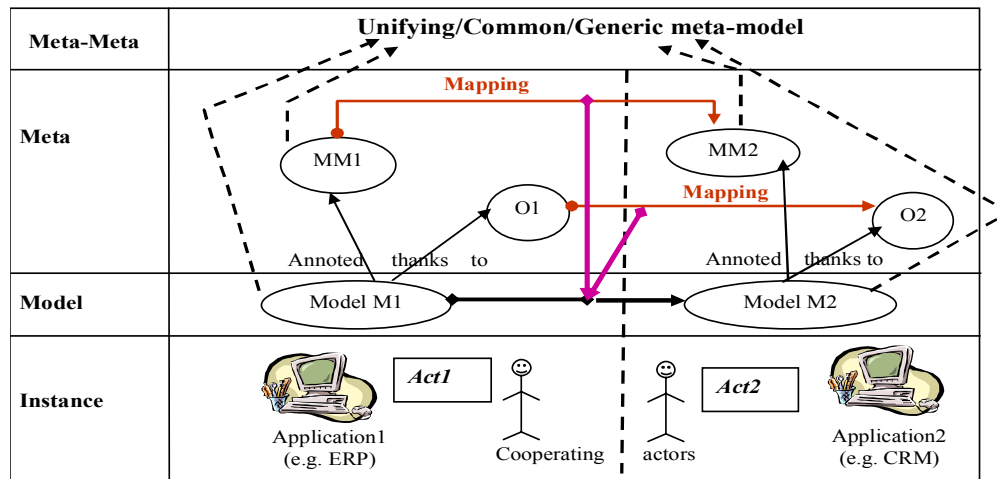 Meta-Meta
Unifying/Common/Generic meta-model
Meta
Mapping
MM1
MM2
O1
Mapping
O2
Annoted thanks to
Annoted thanks to
Model
Model M1
Model M2
Instance
Act1
Act2
Application1
(e.g. ERP)
Cooperating
actors
Application2
(e.g. CRM)